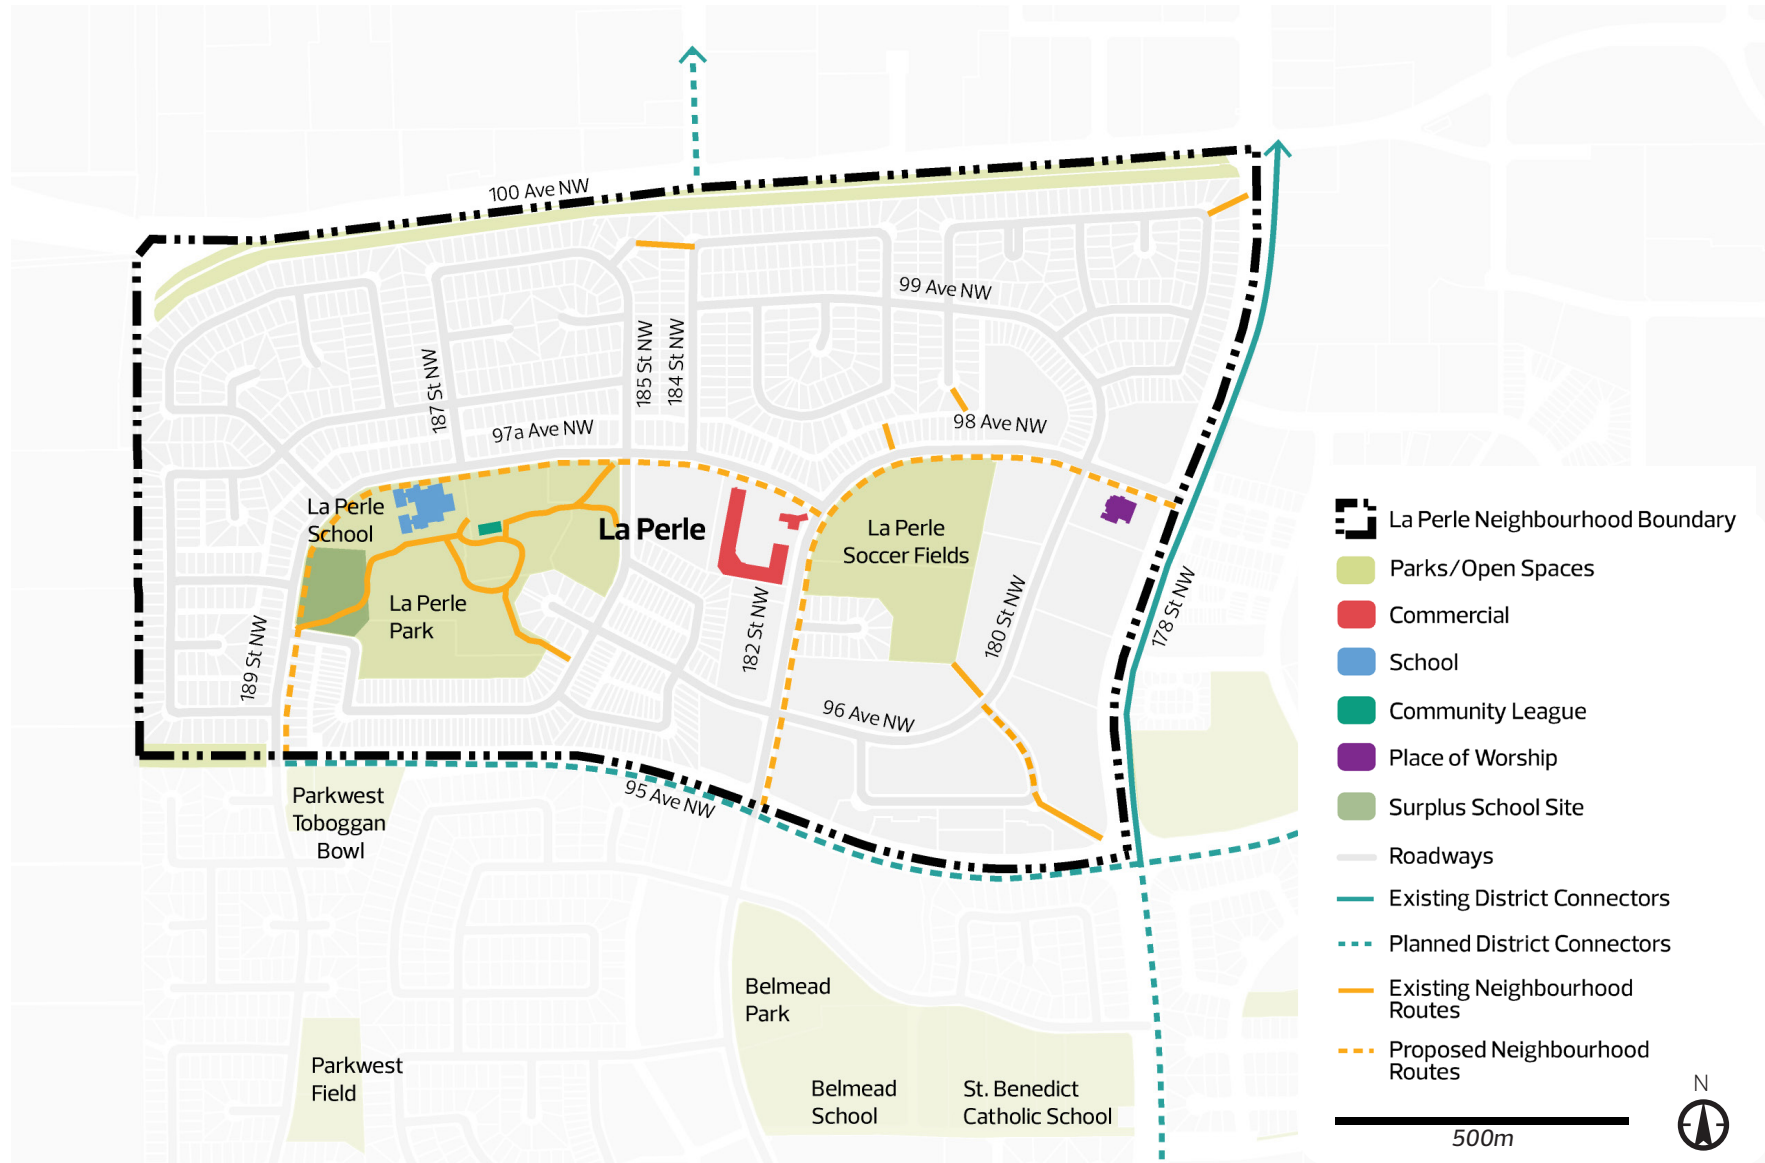 100 Ave NW
99 Ave NW
185 St NW
184 St NW
187 St NW
97a Ave NW
98 Ave NW
La Perle
School
La Perle
La Perle
Soccer Fields
La Perle
Park
180 St NW
178 St NW
182 St NW
189 St NW
96 Ave NW
95 Ave NW
Parkwest
Toboggan
Bowl
Belmead
Park
Parkwest
Field
Belmead
School
St. Benedict
Catholic School
La Perle Neighbourhood Boundary
Parks/Open Spaces
Commercial
School
Community League
Place of Worship
Surplus School Site
Roadways
Existing District Connectors
Planned District Connectors
Existing Neighbourhood
Routes
Proposed Neighbourhood
Routes
N
500m